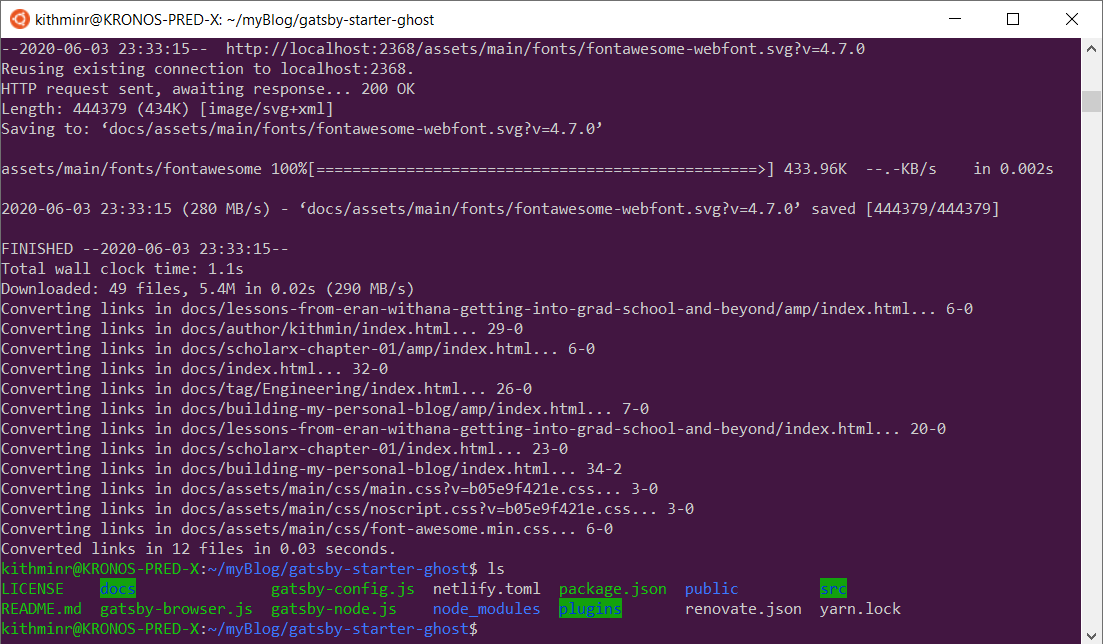 kithminr@KRONOS-PRED-X: ~/myBlog/gatsby-starter-ghost
--2020-06-03 23:33:15--  http://localhost:2368/assets/main/fonts/fontawesome-webfont.svg?v=4.7.0
Reusing existing connection to localhost:2368.
HTTP request sent, awaiting response... 200 OK
Length: 444379 (434K) [image/svg+xml]
Saving to: ‘docs/assets/main/fonts/fontawesome-webfont.svg?v=4.7.0’
assets/main/fonts/fontawesome 100%[=================================================>] 433.96K  --.-KB/s    in 0.002s
2020-06-03 23:33:15 (280 MB/s) - ‘docs/assets/main/fonts/fontawesome-webfont.svg?v=4.7.0’ saved [444379/444379]
FINISHED --2020-06-03 23:33:15--
Total wall clock time: 1.1s
Downloaded: 49 files, 5.4M in 0.02s (290 MB/s)
Converting links in docs/lessons-from-eran-withana-getting-into-grad-school-and-beyond/amp/index.html... 6-0
Converting links in docs/author/kithmin/index.html... 29-0
Converting links in docs/scholarx-chapter-01/amp/index.html... 6-0
Converting links in docs/index.html... 32-0
Converting links in docs/tag/Engineering/index.html... 26-0
Converting links in docs/building-my-personal-blog/amp/index.html... 7-0
Converting links in docs/lessons-from-eran-withana-getting-into-grad-school-and-beyond/index.html... 20-0
Converting links in docs/scholarx-chapter-01/index.html... 23-0
Converting links in docs/building-my-personal-blog/index.html... 34-2
Converting links in docs/assets/main/css/main.css?v=b05e9f421e.css... 3-0
Converting links in docs/assets/main/css/noscript.css?v=b05e9f421e.css... 3-0
Converting links in docs/assets/main/css/font-awesome.min.css... 6-0
Converted links in 12 files in 0.03 seconds.
kithminr@KRONOS-PRED-X:~/myBlog/gatsby-starter-ghost$ ls
LICENSE    docs               gatsby-config.js  netlify.toml  package.json  public         src
README.md  gatsby-browser.js  gatsby-node.js    node_modules  plugins       renovate.json  yarn.lock
kithminr@KRONOS-PRED-X:~/myBlog/gatsby-starter-ghost$